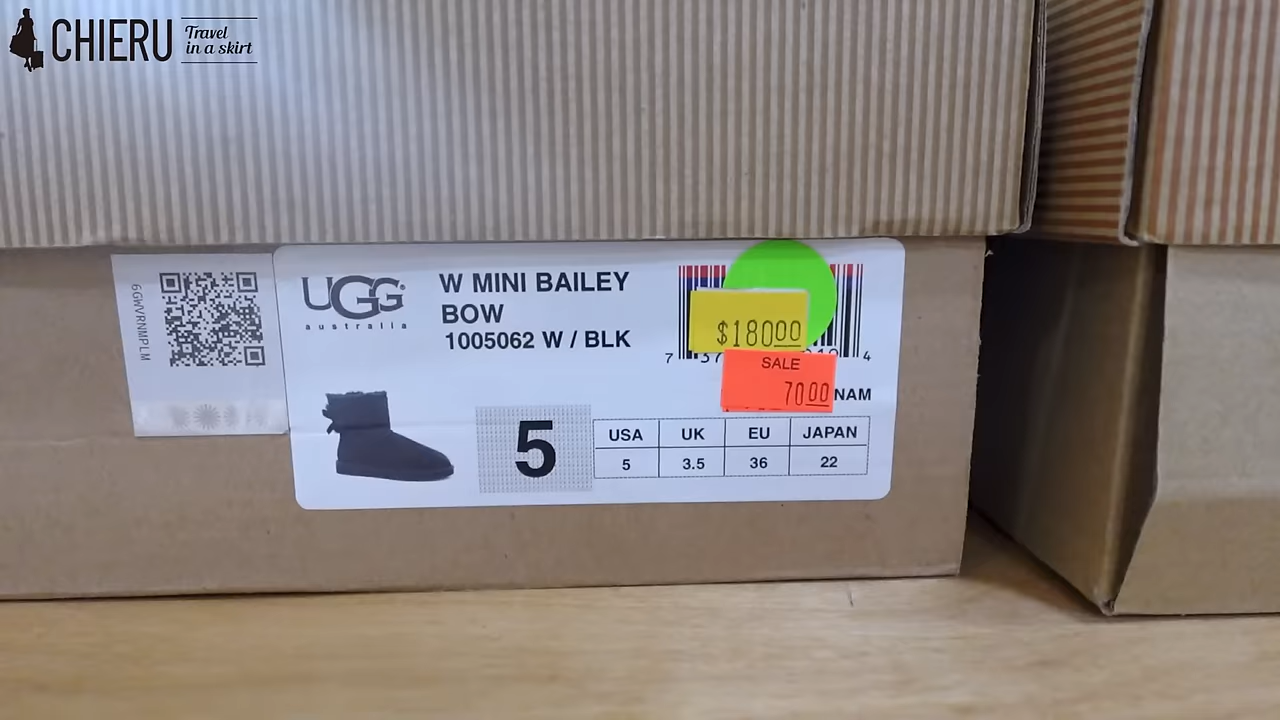 CHIERU
Travel
in a skirt
6GWVRNMPLM
UGG®
australia
W MINI BAILEY
BOW
1005062 W / BLK
$180.00
SALE
70.00
NAM
5
USA UK EU JAPAN
5 3.5 36 22